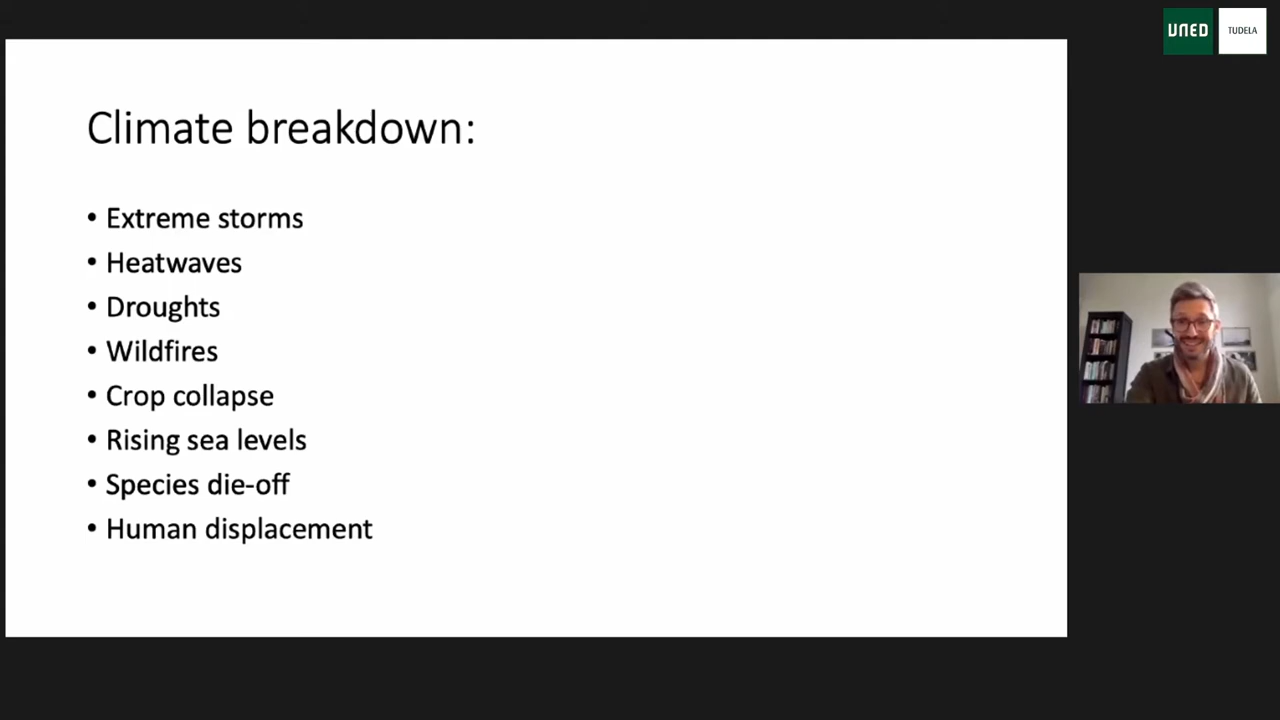 UNED
TUDELA
Climate breakdown:
• Extreme storms
• Heatwaves
• Droughts
• Wildfires
• Crop collapse
• Rising sea levels
• Species die-off
• Human displacement